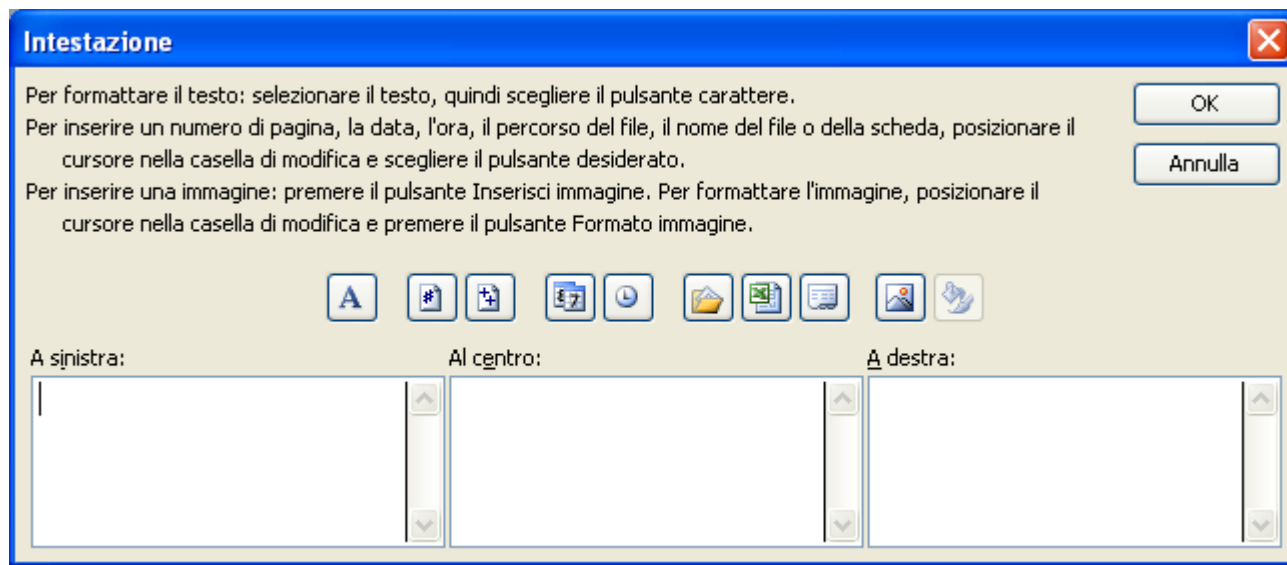 Intestazione
Per formattare il testo: selezionare il testo, quindi scegliere il pulsante carattere.
Per inserire un numero di pagina, la data, l'ora, il percorso del file, il nome del file o della scheda, posizionare il
cursore nella casella di modifica e scegliere il pulsante desiderato.
Per inserire una immagine: premere il pulsante Inserisci immagine. Per formattare l'immagine, posizionare il
cursore nella casella di modifica e premere il pulsante Formato immagine.
OK
Annulla
A
A sinistra:
Al centro:
A destra: